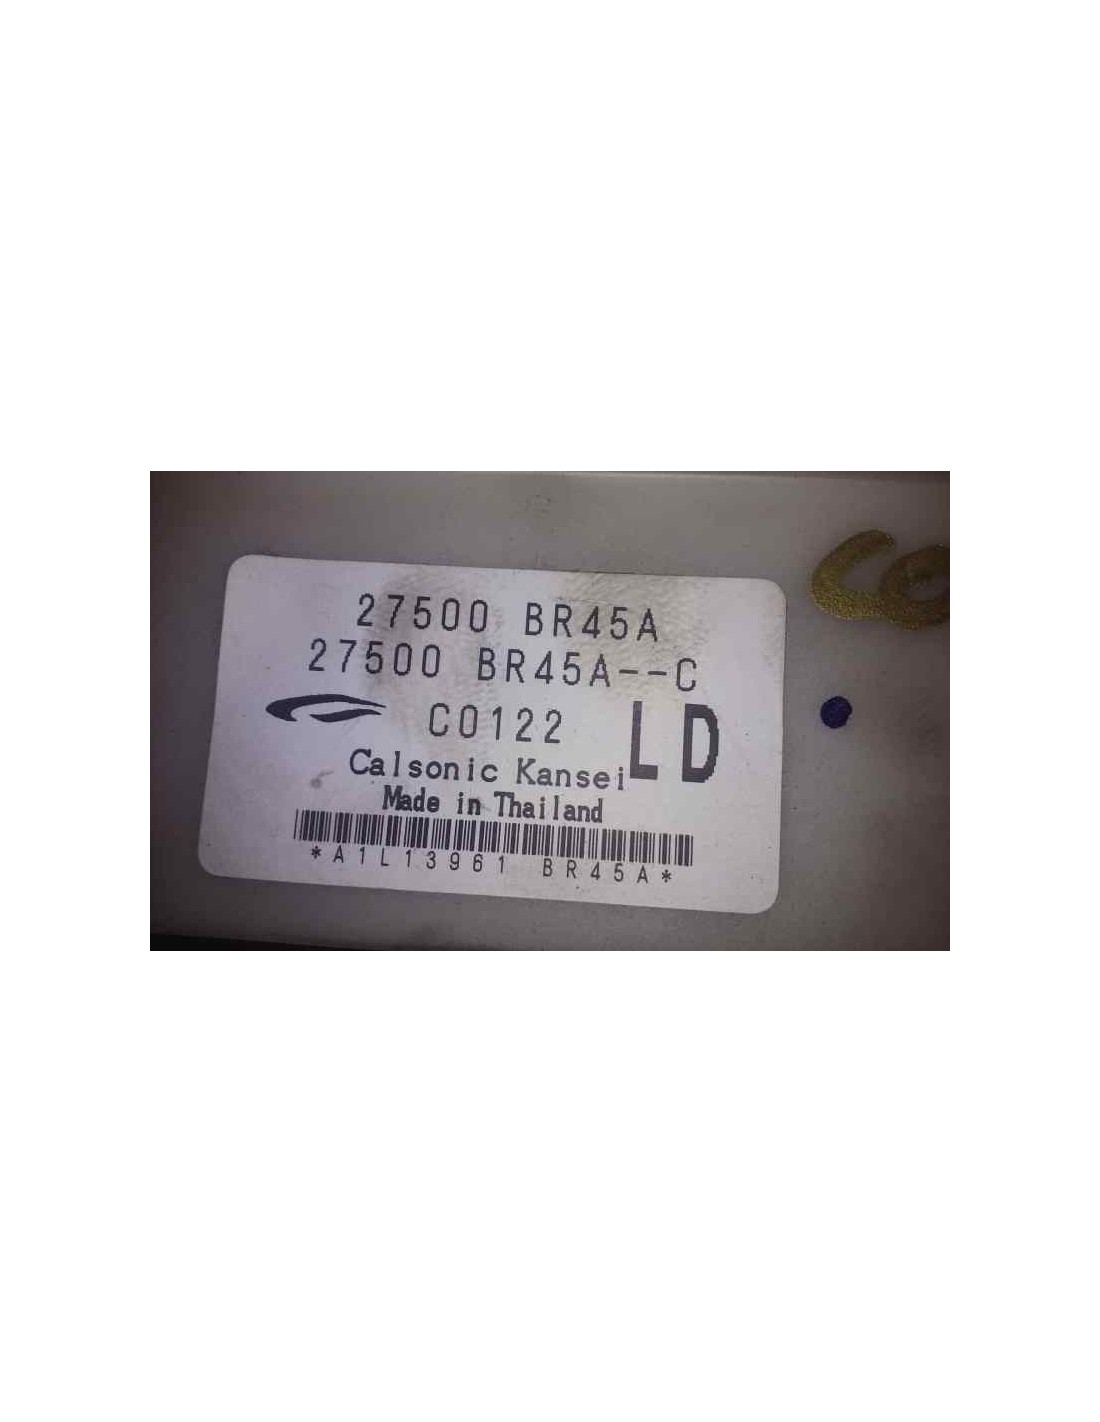 27500 BR45A
27500 BR45A--C
C0122 LD
Calsonic Kansei
Made in Thailand
*A1L13961 BR45A*